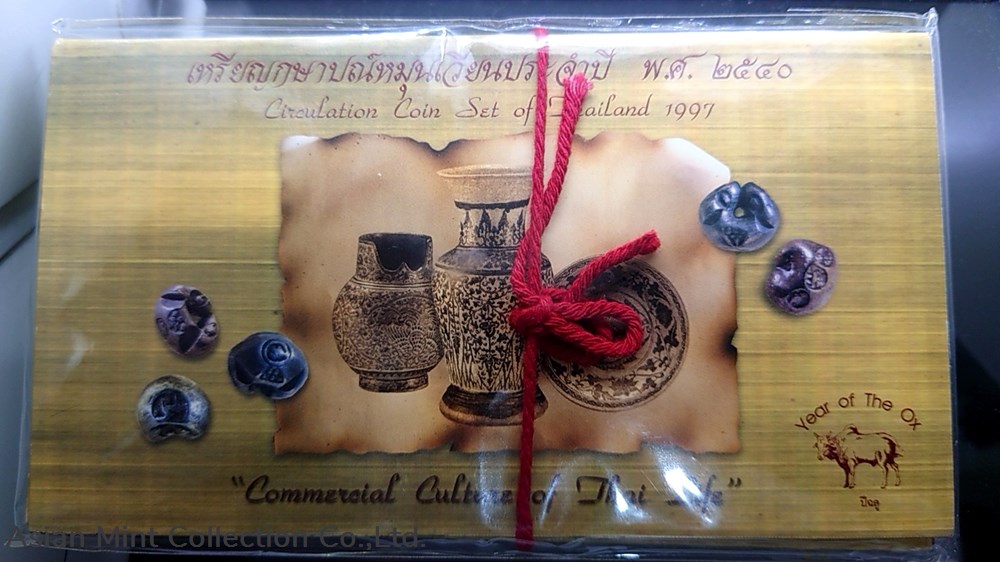 เหรียญกษาปณ์หมุนเวียนประจำปี พ.ศ. ๒๕๔๐
Circulation Coin Set of Thailand 1997
Year of The Ox
ปีฉลู
"Commercial Culture of Thai Life"
Asian Mint Collection Co.,Ltd.